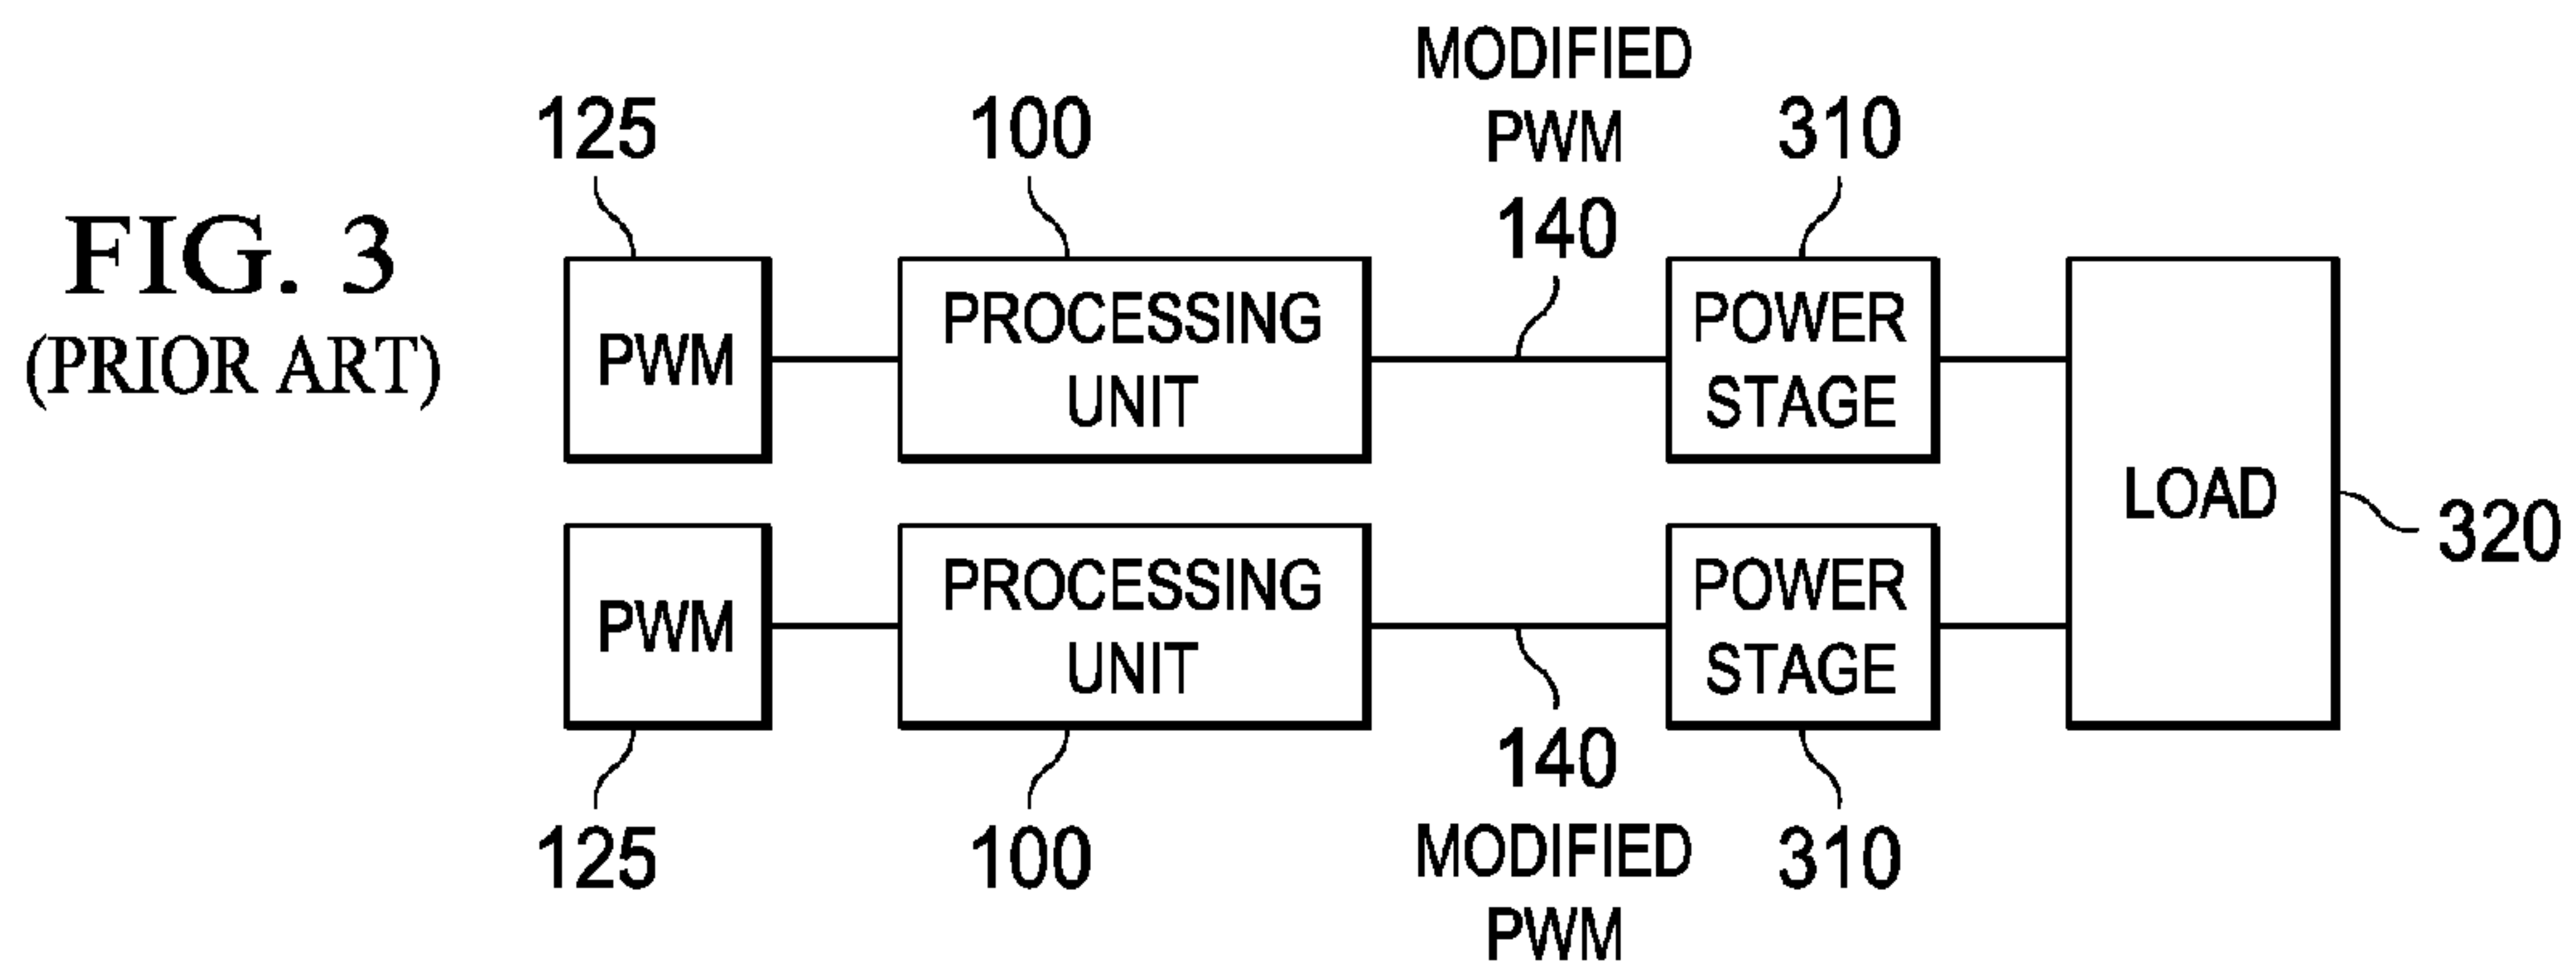 FIG. 3
(PRIOR ART)
125
100
MODIFIED
PWM
140
310
PWM
PROCESSING
UNIT
POWER
STAGE
LOAD
320
PWM
PROCESSING
UNIT
POWER
STAGE
125
100
140
MODIFIED
PWM
310